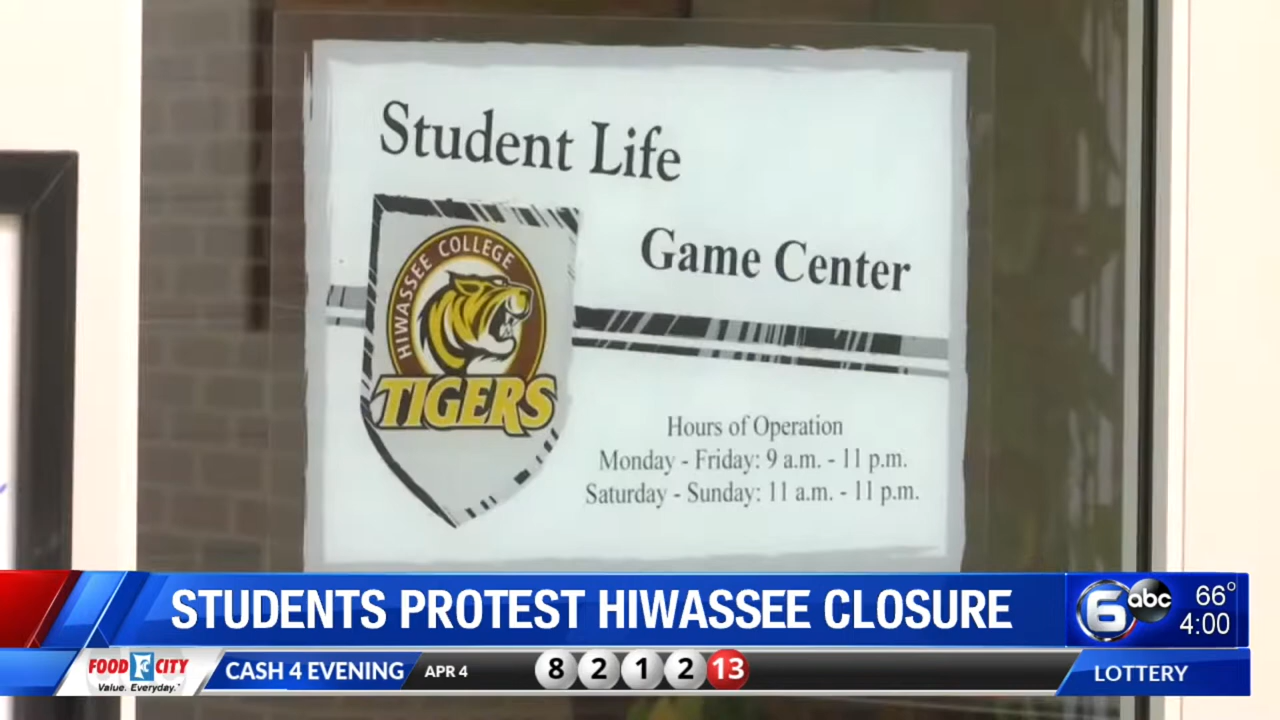 Student Life
Game Center
HIWASSEE COLLEGE
TIGERS
Hours of Operation
Monday - Friday: 9 a.m. - 11 p.m.
Saturday - Sunday: 11 a.m. - 11 p.m.
STUDENTS PROTEST HIWASSEE CLOSURE
6 abc
66°
4:00
FOOD FC CITY
Value. Everyday.
CASH 4 EVENING APR 4 8 2 1 2 13 LOTTERY